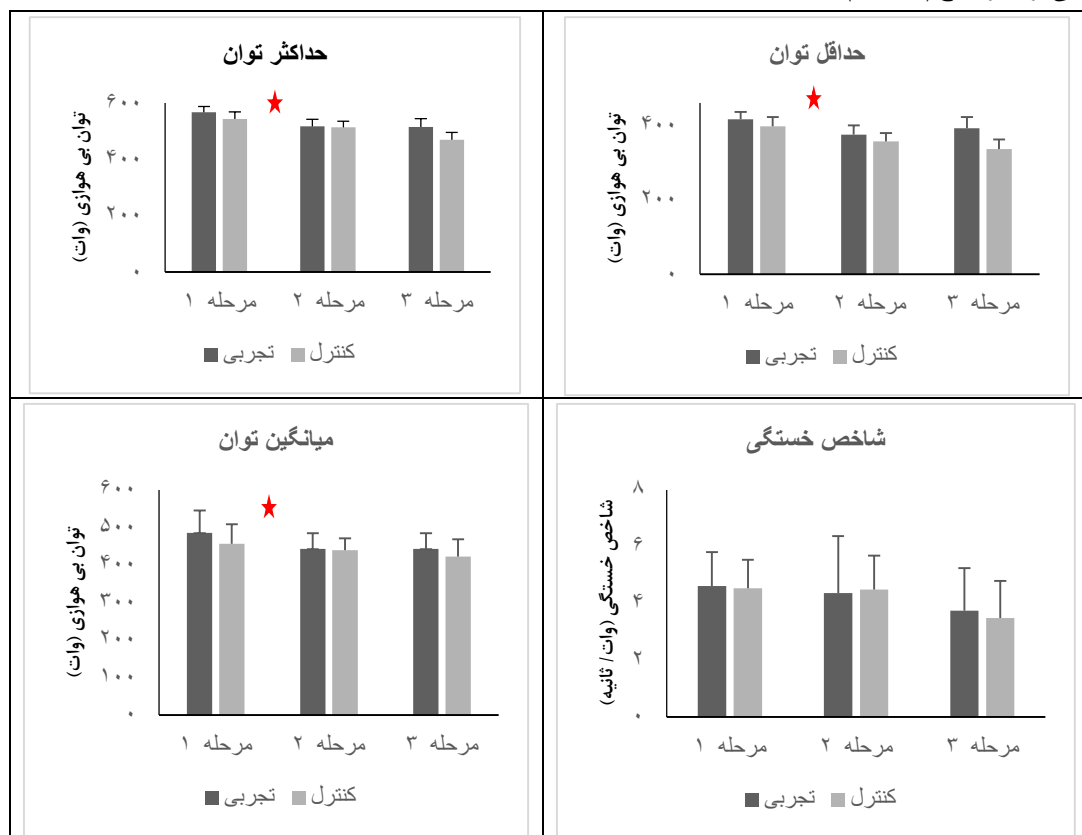 حداکثر توان
توان بی هوازی (وات)
۶۰۰
۴۰۰
۲۰۰
۰
مرحله ۱ مرحله ۲ مرحله ۳
تجربی کنترل
حداقل توان
توان بی هوازی (وات)
۴۰۰
۲۰۰
۰
مرحله ۱ مرحله ۲ مرحله ۳
تجربی کنترل
میانگین توان
توان بی هوازی (وات)
۶۰۰
۵۰۰
۴۰۰
۳۰۰
۲۰۰
۱۰۰
۰
مرحله ۱ مرحله ۲ مرحله ۳
تجربی کنترل
شاخص خستگی
شاخص خستگی (وات/ ثانیه)
۸
۶
۴
۲
۰
مرحله ۱ مرحله ۲ مرحله ۳
تجربی کنترل